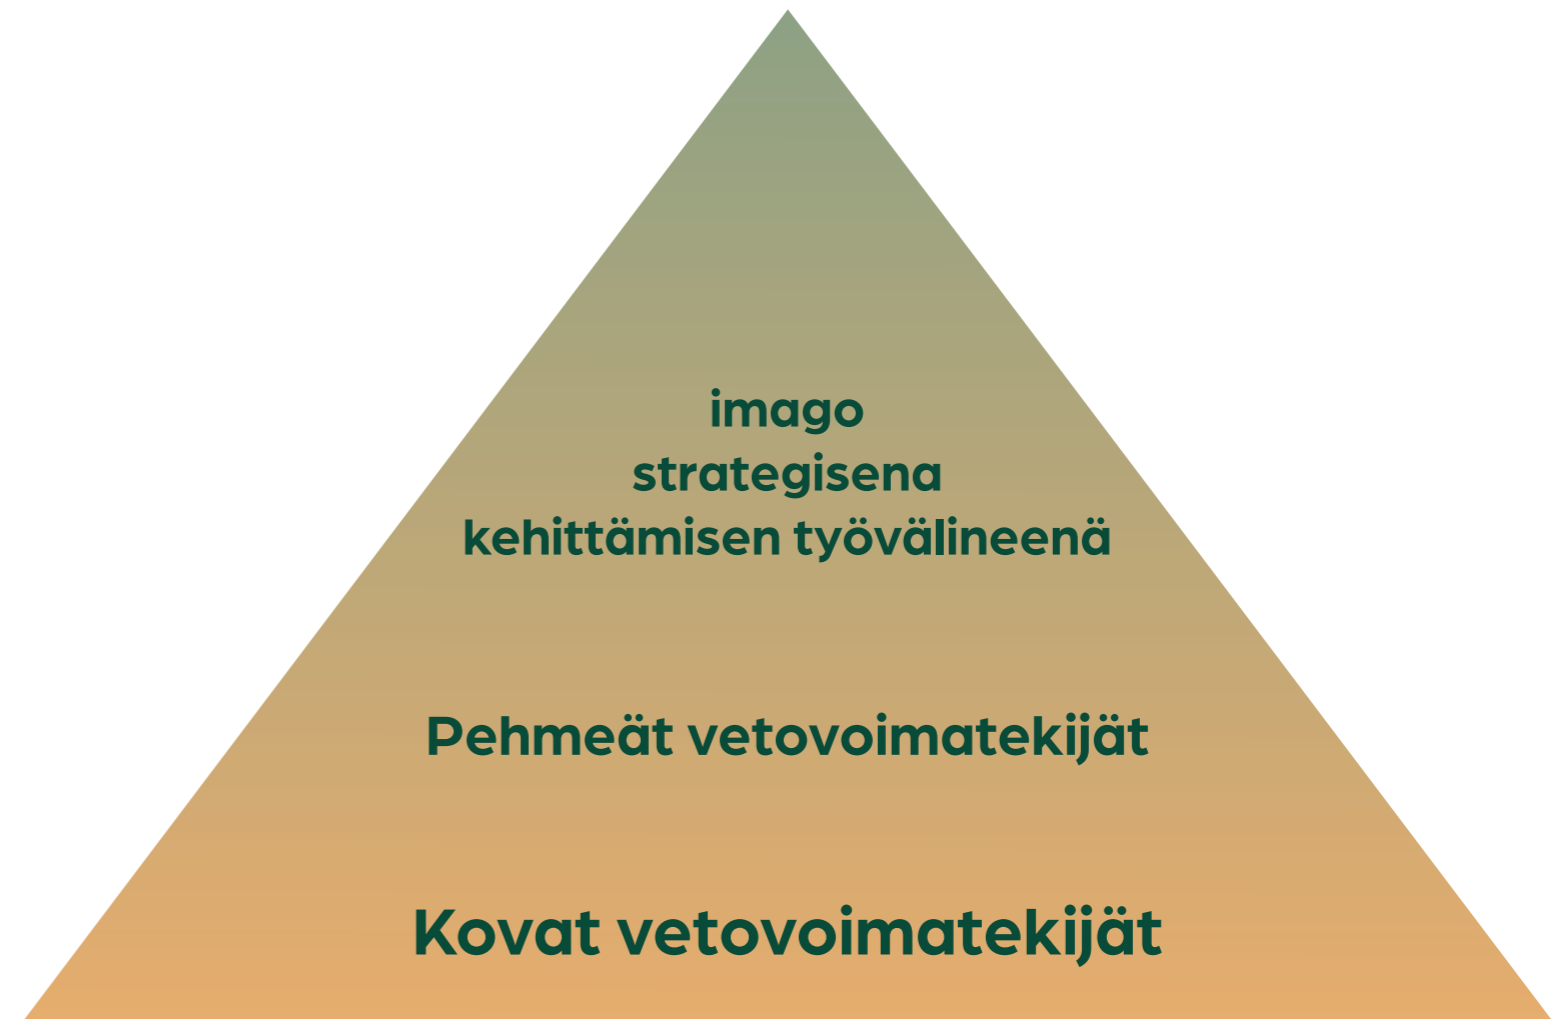 imago
strategisena
kehittämisen työvälineenä
Pehmeät vetovoimatekijät
Kovat vetovoimatekijät